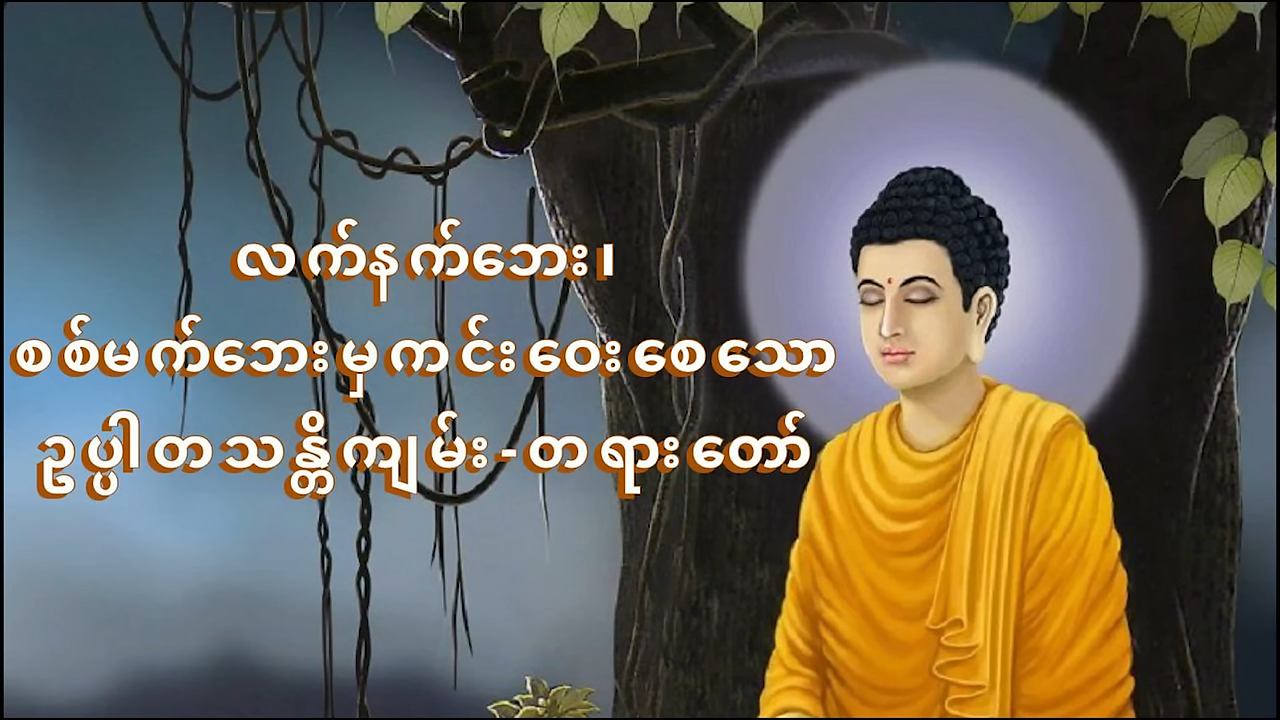 လက်နက်ဘေး၊
စစ်မက်ဘေးမှကင်းဝေးစေသော
ဥပ္ပါတသန္တိကျမ်း-တရားတော်